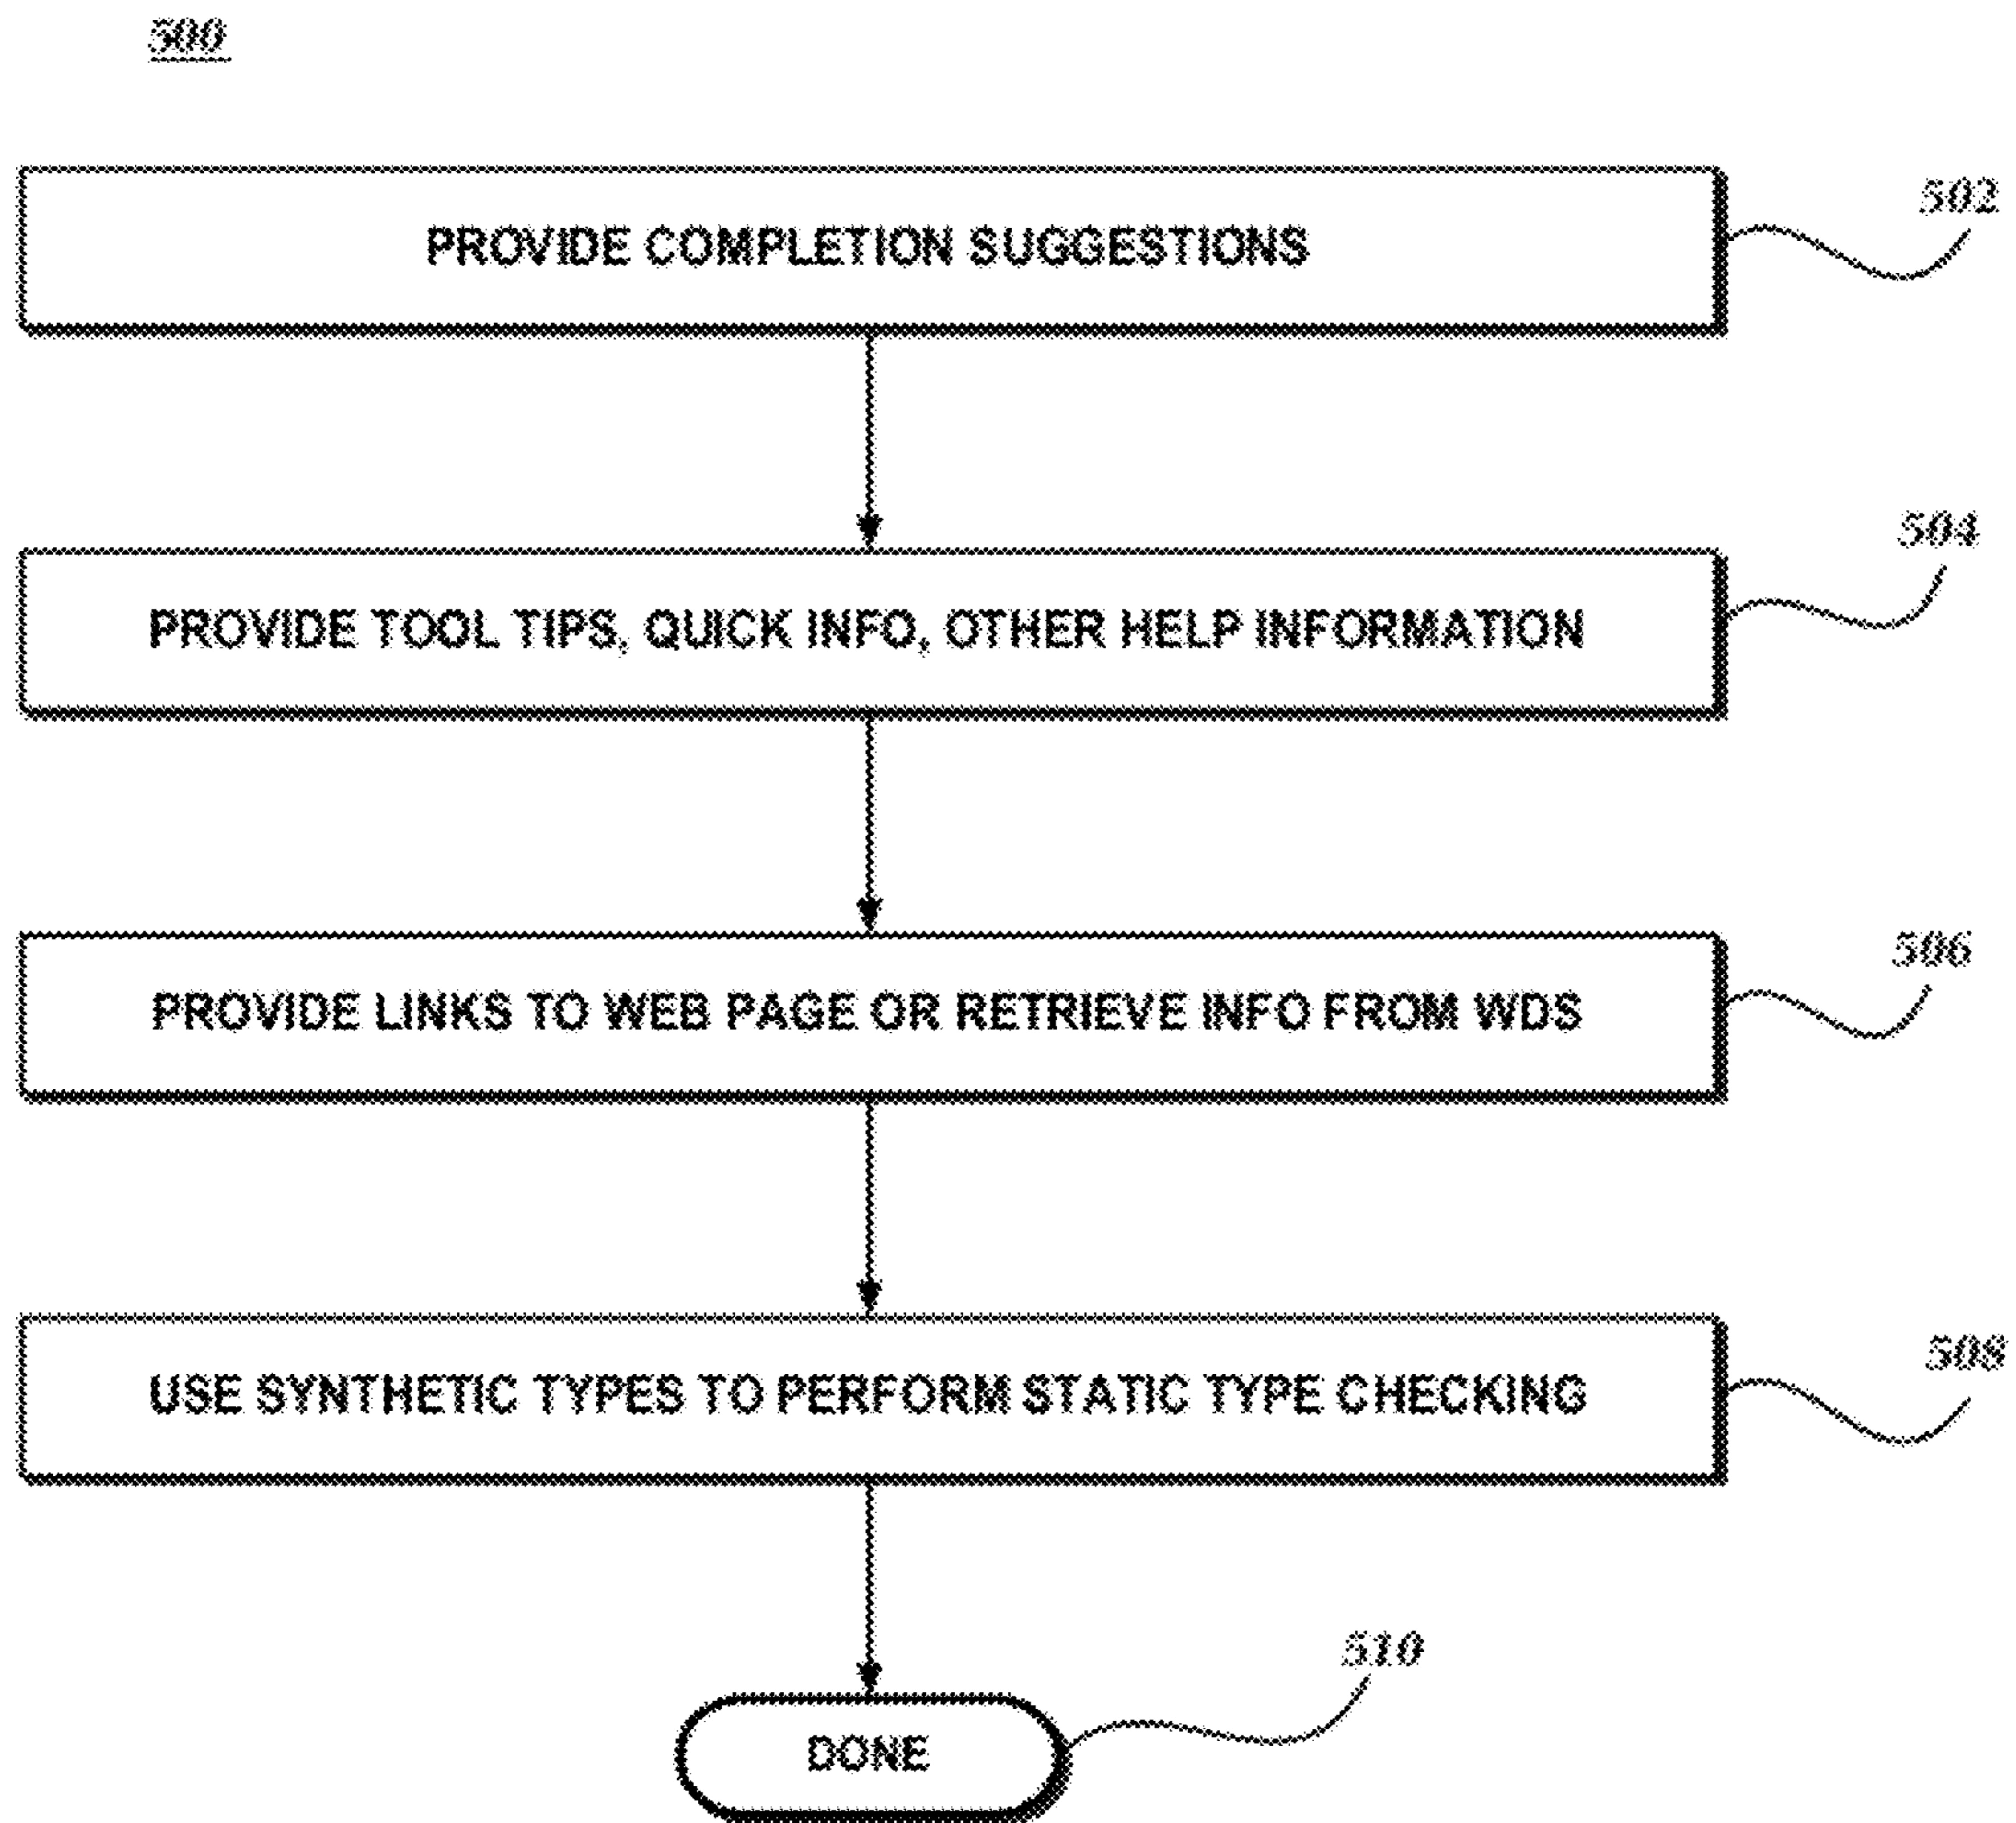 500
502
PROVIDE COMPLETION SUGGESTIONS
504
PROVIDE TOOL TIPS, QUICK INFO, OTHER HELP INFORMATION
506
PROVIDE LINKS TO WEB PAGE OR RETRIEVE INFO FROM WDS
508
USE SYNTHETIC TYPES TO PERFORM STATIC TYPE CHECKING
510
DONE